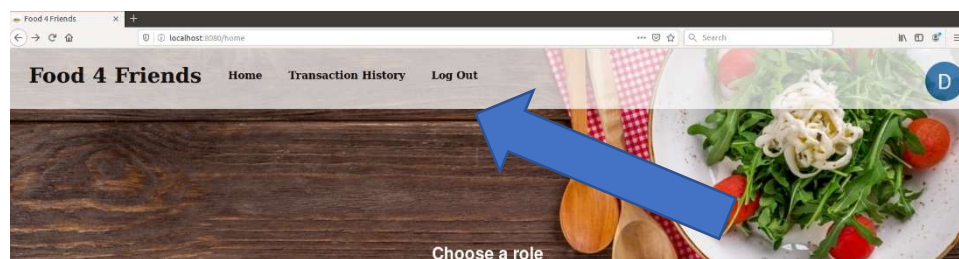 Food 4 Friends
localhost:8080/home
Search
Food 4 Friends Home Transaction History Log Out
D
Choose a role